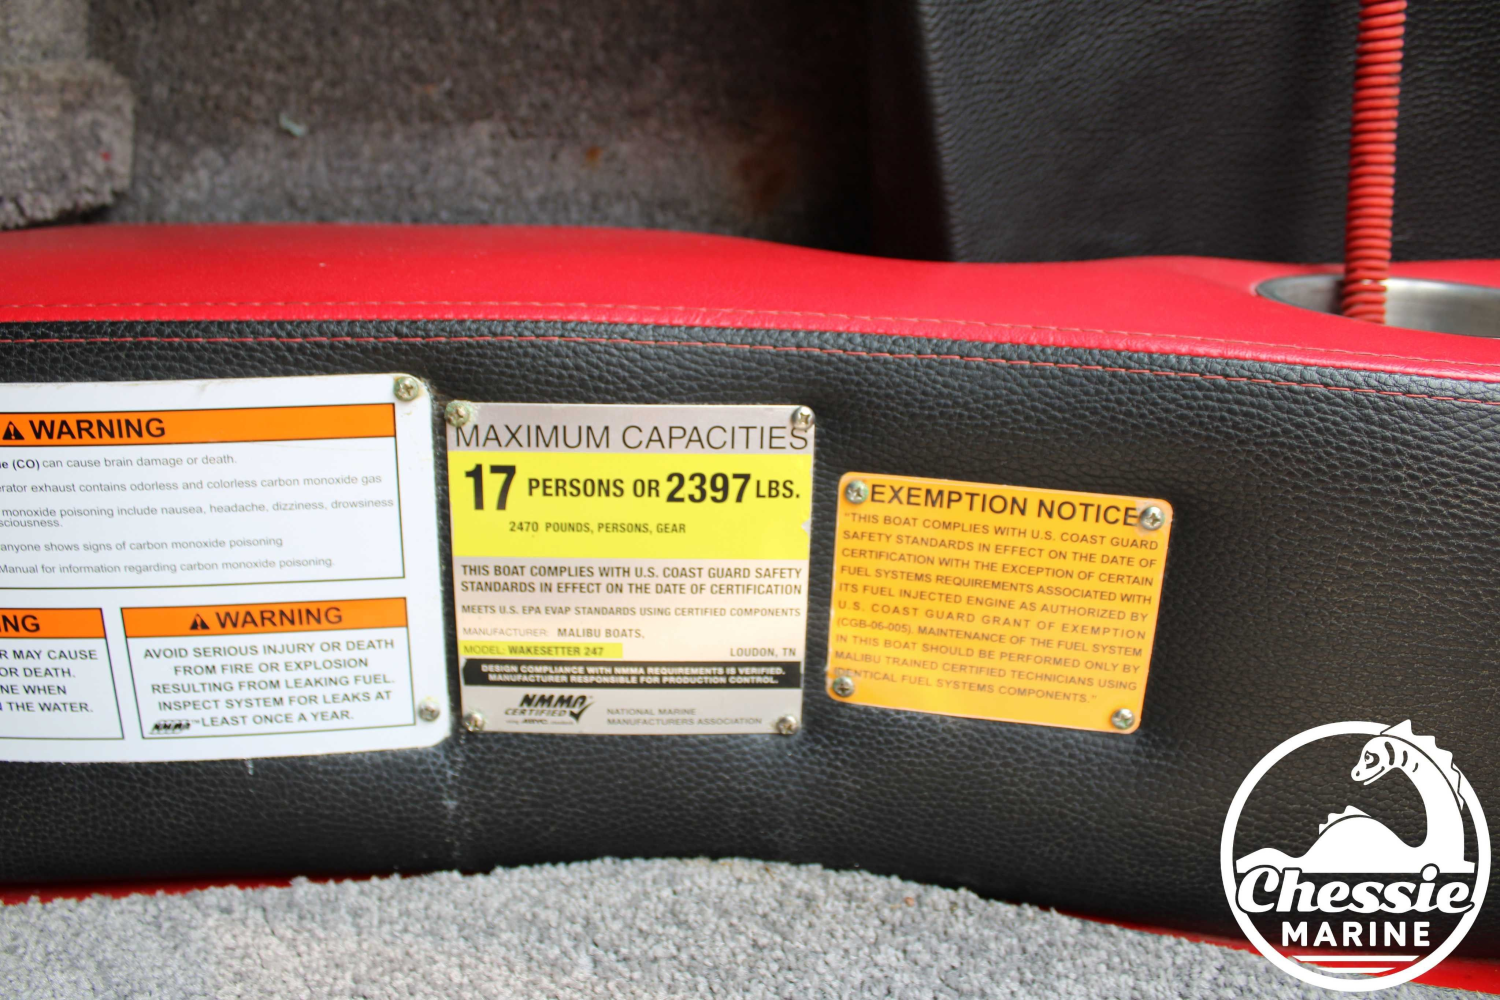 WARNING
e (CO) can cause brain damage or death.
erator exhaust contains odorless and colorless carbon monoxide gas
monoxide poisoning include nausea, headache, dizziness, drowsiness
sciousness.
anyone shows signs of carbon monoxide poisoning
Manual for information regarding carbon monoxide poisoning.
NG
R MAY CAUSE
OR DEATH.
NE WHEN
THE WATER.
WARNING
AVOID SERIOUS INJURY OR DEATH
FROM FIRE OR EXPLOSION
RESULTING FROM LEAKING FUEL.
INSPECT SYSTEM FOR LEAKS AT
LEAST ONCE A YEAR.
MAXIMUM CAPACITIES
17 PERSONS OR 2397 LBS.
2470 POUNDS, PERSONS, GEAR
THIS BOAT COMPLIES WITH U.S. COAST GUARD SAFETY
STANDARDS IN EFFECT ON THE DATE OF CERTIFICATION
MEETS U.S. EPA EVAP STANDARDS USING CERTIFIED COMPONENTS
MANUFACTURER: MALIBU BOATS,
MODEL: WAKESETTER 247 LOUDON, TN
DESIGN COMPLIANCE WITH NMMA REQUIREMENTS IS VERIFIED.
MANUFACTURER RESPONSIBLE FOR PRODUCTION CONTROL.
NMMA
CERTIFIED
NATIONAL MARINE
MANUFACTURERS ASSOCIATION
EXEMPTION NOTICE
"THIS BOAT COMPLIES WITH U.S. COAST GUARD
SAFETY STANDARDS IN EFFECT ON THE DATE OF
CERTIFICATION WITH THE EXCEPTION OF CERTAIN
FUEL SYSTEMS REQUIREMENTS ASSOCIATED WITH
ITS FUEL INJECTED ENGINE AS AUTHORIZED BY
U.S. COAST GUARD GRANT OF EXEMPTION
(CGB-06-005). MAINTENANCE OF THE FUEL SYSTEM
IN THIS BOAT SHOULD BE PERFORMED ONLY BY
MALIBU TRAINED CERTIFIED TECHNICIANS USING
IDENTICAL FUEL SYSTEMS COMPONENTS."
Chessie
MARINE